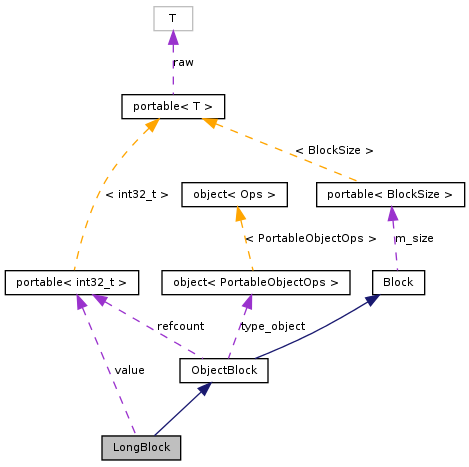 T
raw
portable< T >
< BlockSize >
< int32_t >
object< Ops >
portable< BlockSize >
< PortableObjectOps >
m_size
portable< int32_t >
object< PortableObjectOps >
Block
refcount
type_object
value
ObjectBlock
LongBlock